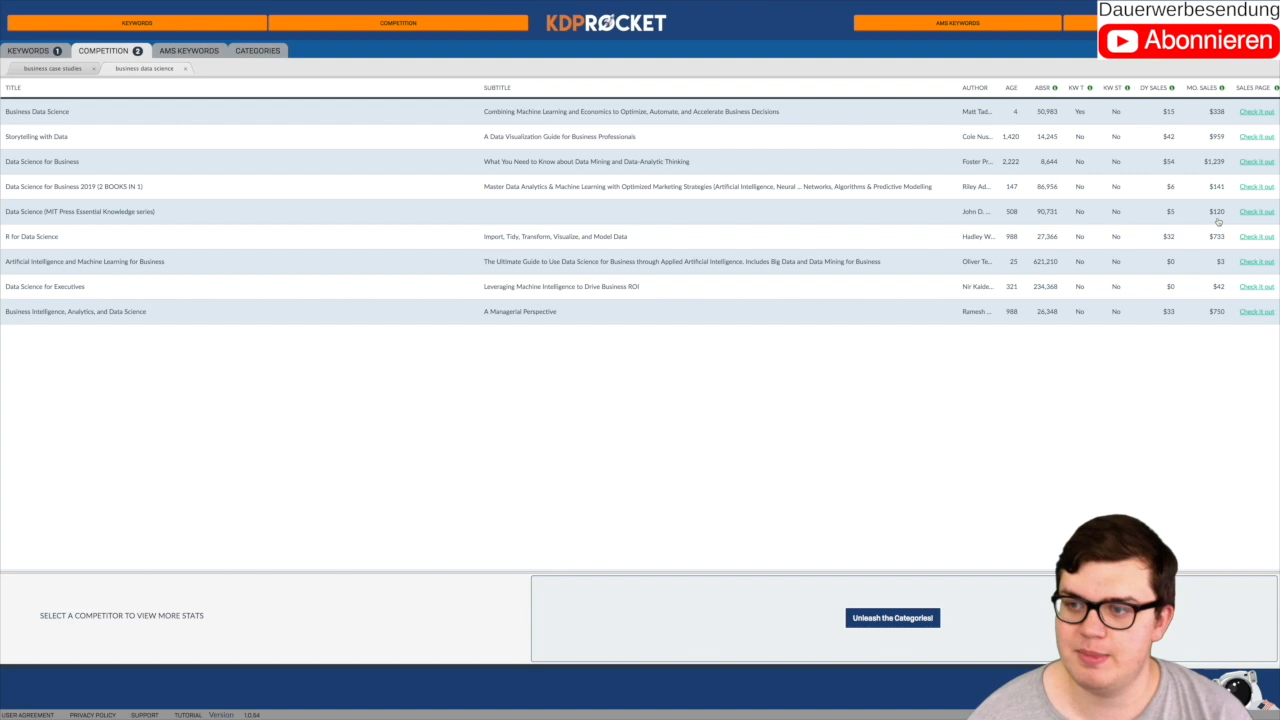 KEYWORDS COMPETITION KDPROCKET AMS KEYWORDS Dauerwerbesendung
Abonnieren
KEYWORDS 1 COMPETITION 2 AMS KEYWORDS CATEGORIES
business case studies × business data science ×
TITLE SUBTITLE AUTHOR AGE ABSR KW T KW ST DY SALES MO. SALES SALES PAGE
Business Data Science Combining Machine Learning and Economics to Optimize, Automate, and Accelerate Business Decisions Matt Tad... 4 50,983 Yes No $15 $338 Check it out
Storytelling with Data A Data Visualization Guide for Business Professionals Cole Nus... 1,420 14,245 No No $42 $959 Check it out
Data Science for Business What You Need to Know about Data Mining and Data-Analytic Thinking Foster Pr... 2,222 8,644 No No $54 $1,239 Check it out
Data Science for Business 2019 (2 BOOKS IN 1) Master Data Analytics & Machine Learning with Optimized Marketing Strategies (Artificial Intelligence, Neural ... Networks, Algorithms & Predictive Modelling Riley Ad... 147 86,956 No No $6 $141 Check it out
Data Science (MIT Press Essential Knowledge series) John D. ... 508 90,731 No No $5 $120 Check it out
R for Data Science Import, Tidy, Transform, Visualize, and Model Data Hadley W... 988 27,366 No No $32 $733 Check it out
Artificial Intelligence and Machine Learning for Business The Ultimate Guide to Use Data Science for Business through Applied Artificial Intelligence. Includes Big Data and Data Mining for Business Oliver Te... 25 621,210 No No $0 $3 Check it out
Data Science for Executives Leveraging Machine Intelligence to Drive Business ROI Nir Kalde... 321 234,368 No No $0 $42 Check it out
Business Intelligence, Analytics, and Data Science A Managerial Perspective Ramesh ... 988 26,348 No No $33 $750 Check it out
SELECT A COMPETITOR TO VIEW MORE STATS Unleash the Categories!
USER AGREEMENT PRIVACY POLICY SUPPORT TUTORIAL Version 1.0.54